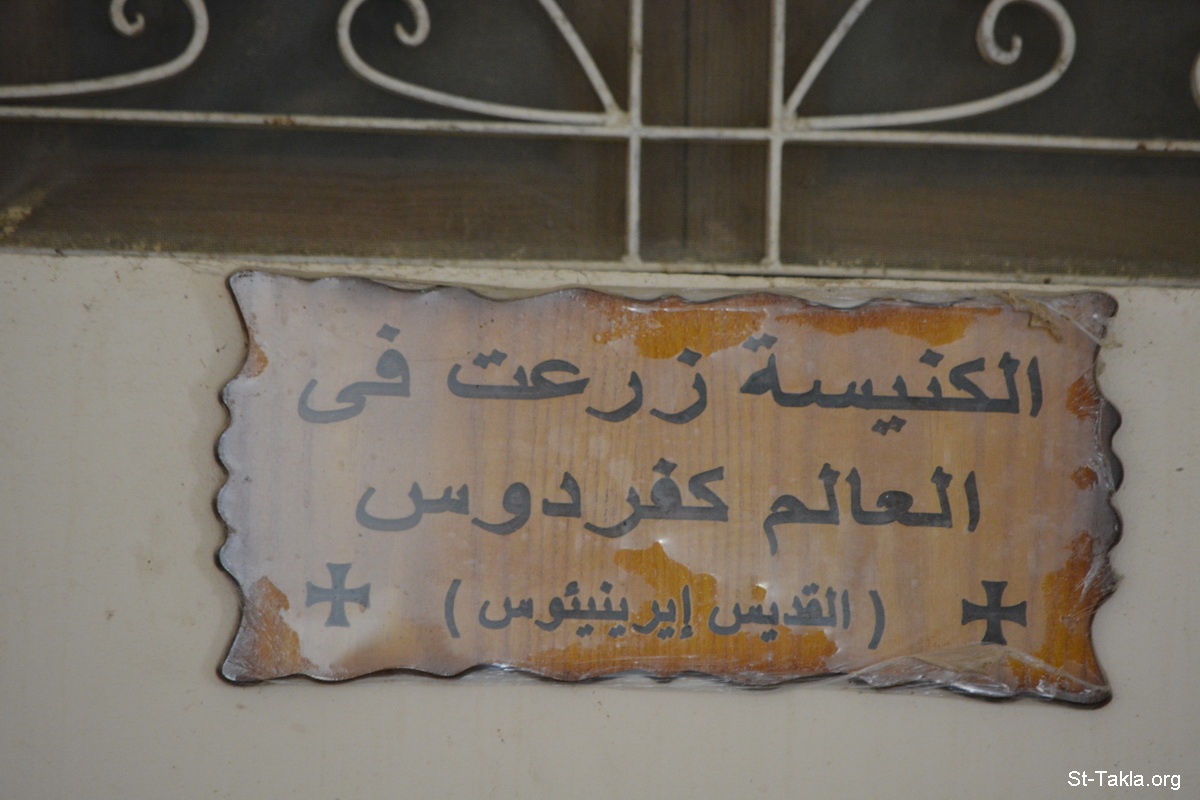 الكنيسة زرعت فى
العالم كفردوس
( القديس إيرينيئوس )
St-Takla.org